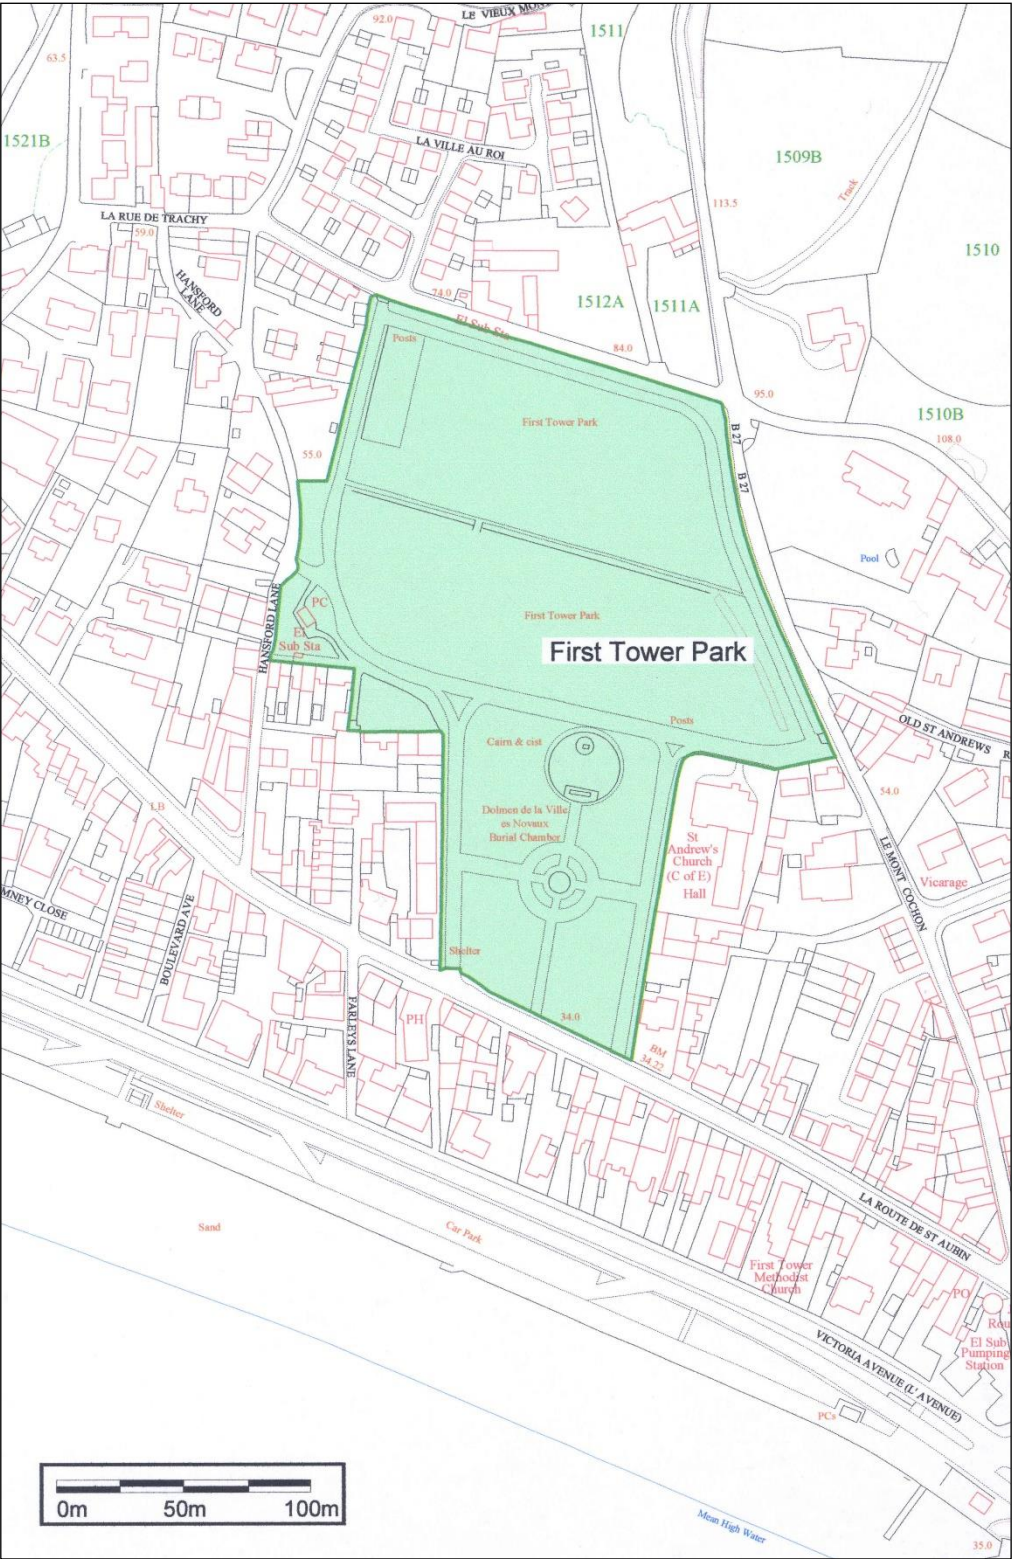 LE VIEUX MON
92.0
1511
63.5
1521B
LA VILLE AU ROI
1509B
Track
113.5
LA RUE DE TRACHY
59.0
1510
HANSFORD
LANE
74.0
1512A
1511A
El Sub Sta
Posts
84.0
95.0
1510B
108.0
First Tower Park
B 27
B 27
55.0
Pool
HANSFORD LANE
PC
El
Sub Sta
First Tower Park
First Tower Park
Posts
OLD ST ANDREWS R
Cairn & cist
54.0
LB
Dolmen de la Ville
es Novaux
Burial Chamber
St
Andrew's
Church
(C of E)
Hall
LE MONT COCHON
Vicarage
MNEY CLOSE
BOULEVARD AVE
Shelter
FARLEYS LANE
PH
34.0
BM
34.22
Shelter
Sand
Car Park
LA ROUTE DE ST AUBIN
First Tower
Methodist
Church
PO
Rou
El Sub
Pumping
Station
VICTORIA AVENUE (L' AVENUE)
PCs
0m 50m 100m
Mean High Water
35.0